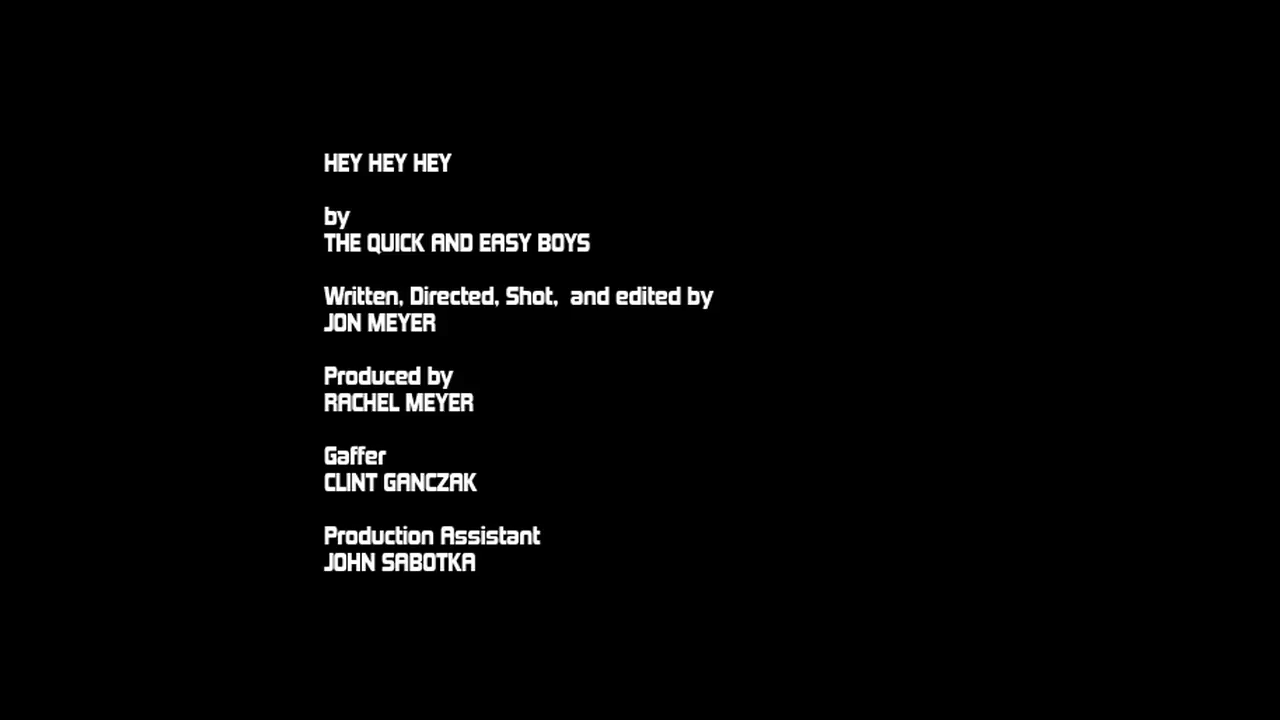 HEY HEY HEY
by
THE QUICK AND EASY BOYS
Written, Directed, Shot,  and edited by
JON MEYER
Produced by
RACHEL MEYER
Gaffer
CLINT GANCZAK
Production Assistant
JOHN SABOTKA